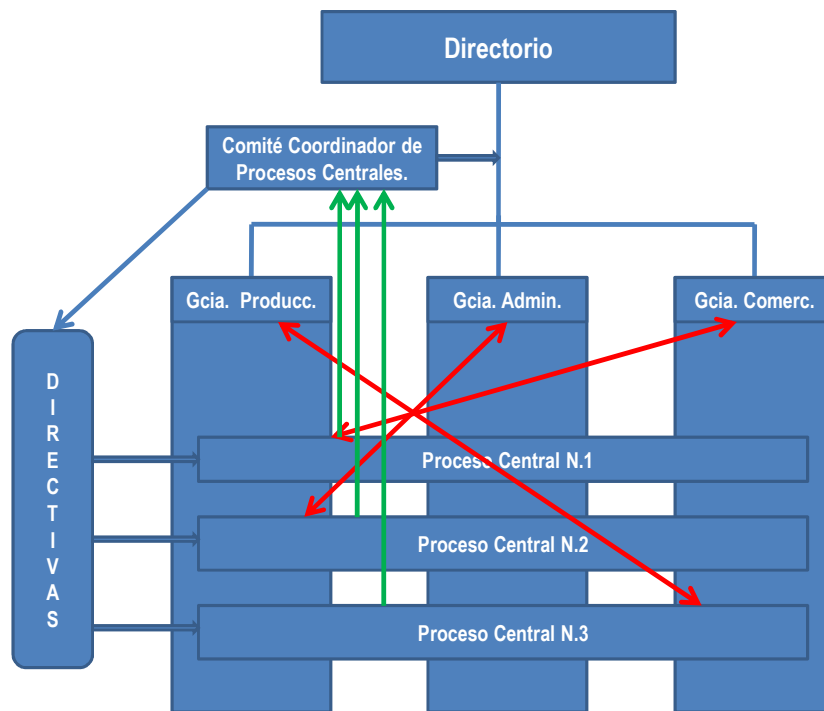 Directorio
Comité Coordinador de
Procesos Centrales.
Gcia. Producc.
Gcia. Admin.
Gcia. Comerc.
DIRECTIVAS
Proceso Central N.1
Proceso Central N.2
Proceso Central N.3